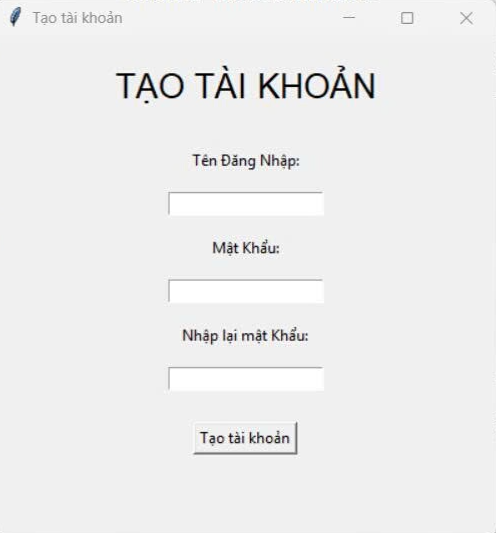 Tạo tài khoản
TẠO TÀI KHOẢN
Tên Đăng Nhập:
Mật Khẩu:
Nhập lại mật Khẩu:
Tạo tài khoản